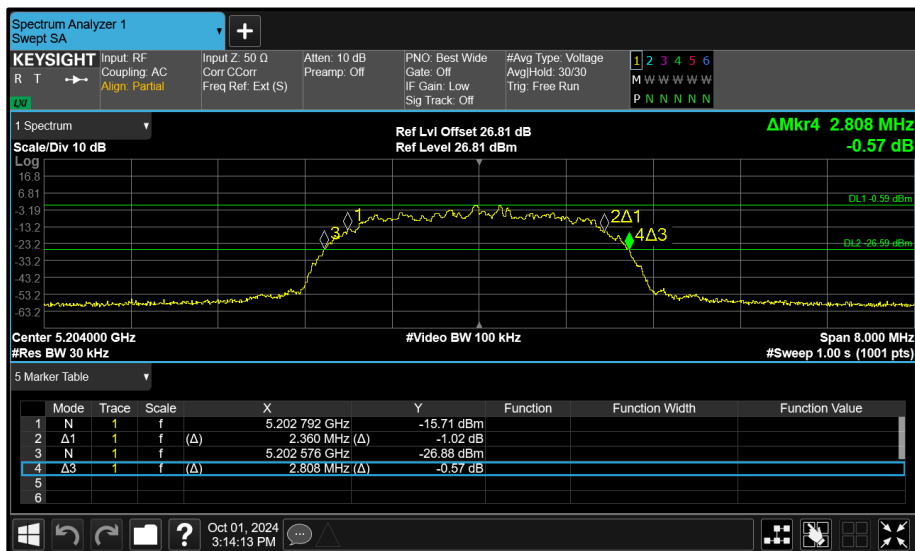 Spectrum Analyzer 1
Swept SA
+
KEYSIGHT
R T
LXI
Input: RF
Coupling: AC
Align: Partial
Input Z: 50 Ω
Corr CCorr
Freq Ref: Ext (S)
Atten: 10 dB
Preamp: Off
PNO: Best Wide
Gate: Off
IF Gain: Low
Sig Track: Off
#Avg Type: Voltage
Avg|Hold: 30/30
Trig: Free Run
1 2 3 4 5 6
M W W W W W
P N N N N N
1 Spectrum
Scale/Div 10 dB
Ref Lvl Offset 26.81 dB
Ref Level 26.81 dBm
ΔMkr4 2.808 MHz
-0.57 dB
Log
16.8
6.81
-3.19
-13.2
-23.2
-33.2
-43.2
-53.2
-63.2
DL1 -0.59 dBm
1
2Δ1
3
4Δ3
DL2 -26.59 dBm
Center 5.204000 GHz
#Video BW 100 kHz
Span 8.000 MHz
#Res BW 30 kHz
#Sweep 1.00 s (1001 pts)
5 Marker Table
Mode Trace Scale X Y Function Function Width Function Value
1 N 1 f 5.202 792 GHz -15.71 dBm
2 Δ1 1 f (Δ) 2.360 MHz (Δ) -1.02 dB
3 N 1 f 5.202 576 GHz -26.88 dBm
4 Δ3 1 f (Δ) 2.808 MHz (Δ) -0.57 dB
5
6
?
Oct 01, 2024
3:14:13 PM